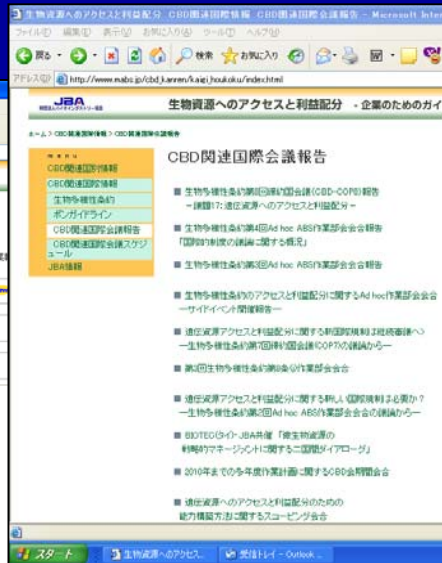 生物資源へのアクセスと利益配分 CBD関連国際情報 CBD関連国際会議報告 - Microsoft Inter
ファイル(F) 編集(E) 表示(V) お気に入り(A) ツール(T) ヘルプ(H)
戻る 検索 お気に入り
アドレス(D) http://www.mabs.jp/cbd_kanren/kaigi_houkoku/index.html
JBA 生物資源へのアクセスと利益配分 - 企業のためのガイ
ホーム > CBD関連国際情報 > CBD関連国際会議報告
menu
CBD関連国際会議報告
CBD関連国内情報
CBD関連国際情報
生物多様性条約
ボンガイドライン
CBD関連国際会議報告
CBD関連国際会議スケジ
ュール
JBA情報
■ 生物多様性条約第8回締約国会議(CBD-COP8)報告
-議題17:遺伝資源へのアクセスと利益配分-
■ 生物多様性条約第4回Ad hoc ABS作業部会会合報告
「国際的制度の議論に関する概況」
■ 生物多様性条約第3回Ad hoc ABS作業部会会合報告
■ 生物多様性条約のアクセスと利益配分に関するAd hoc作業部会会合
―サイドイベント開催報告―
■ 遺伝資源アクセスと利益配分に関する新国際規制は継続審議へ
―生物多様性条約第7回締約国会議(COP7)の議論から―
■ 第3回生物多様性条約第8条(j)作業部会会合
■ 遺伝資源アクセスと利益配分に関する新しい国際規制は必要か?
―生物多様性条約第2回Ad hoc ABS作業部会会合の議論から―
■ BIOTEC(タイ)-JBA共催 「微生物資源の
戦略的マネージメントに関する二国間ダイアローグ」
■ 2010年までの多年度作業計画に関するCBD会期間会合
■ 遺伝資源へのアクセスと利益配分のための
能力構築方法に関するスコーピング会合
スタート 生物資源へのアクセス... 受信トレイ - Outlook ...